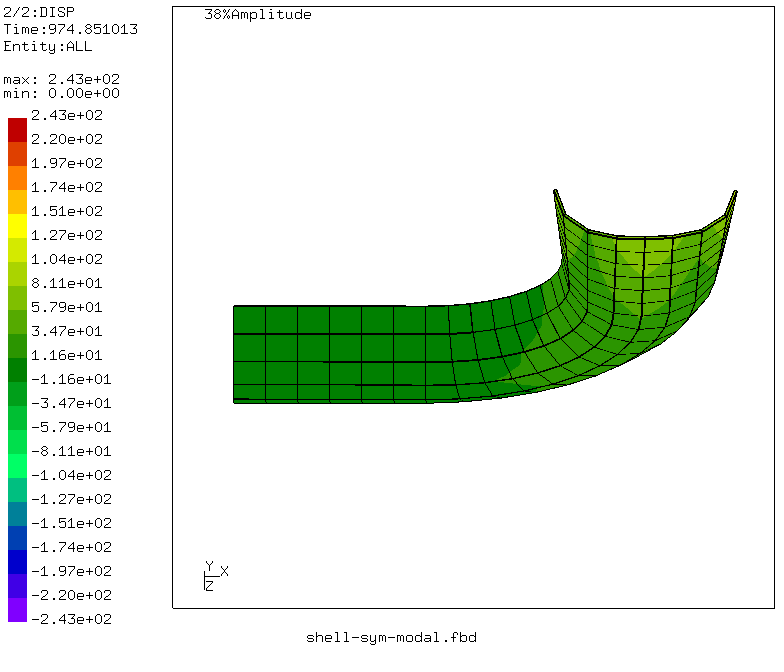 2/2:DISP
Time:974.851013
Entity:ALL
max: 2.43e+02
min: 0.00e+00
2.43e+02
2.20e+02
1.97e+02
1.74e+02
1.51e+02
1.27e+02
1.04e+02
8.11e+01
5.79e+01
3.47e+01
1.16e+01
-1.16e+01
-3.47e+01
-5.79e+01
-8.11e+01
-1.04e+02
-1.27e+02
-1.51e+02
-1.74e+02
-1.97e+02
-2.20e+02
-2.43e+02
38%Amplitude
Y
X
Z
shell-sym-modal.fbd